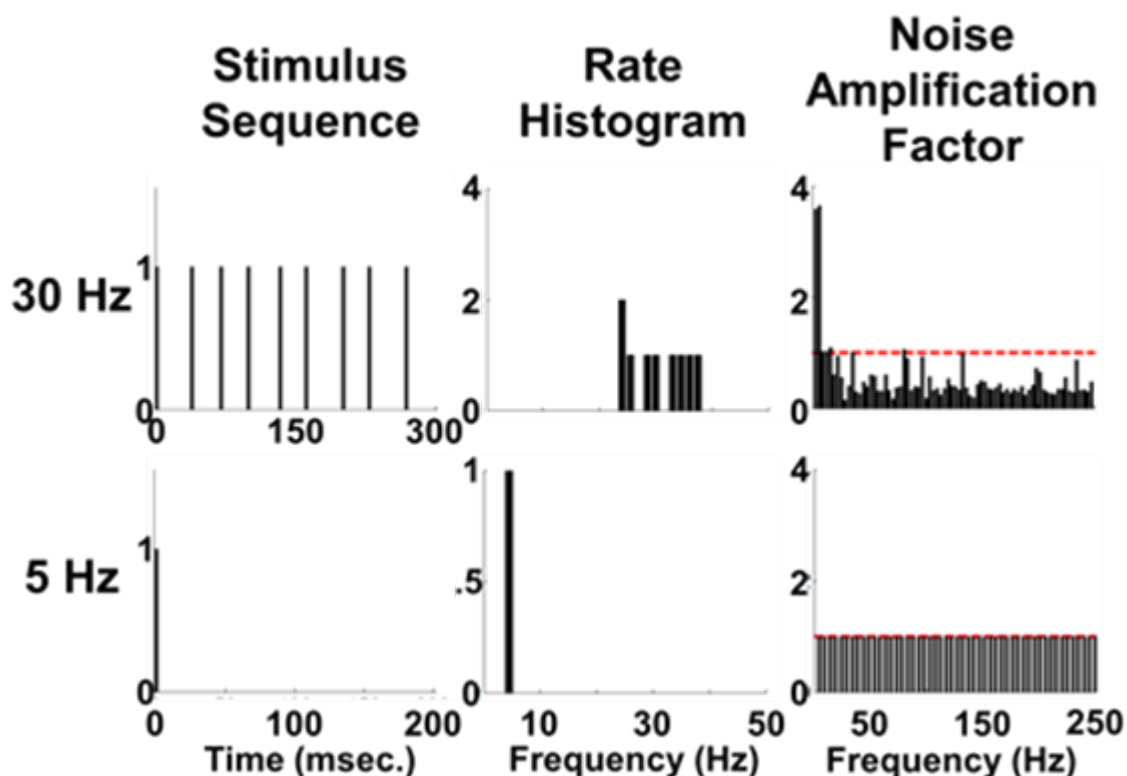 Stimulus
Sequence
Rate
Histogram
Noise
Amplification
Factor
30 Hz
1
0
0 150 300
4
2
0
4
2
0
5 Hz
1
0
0 100 200
Time (msec.)
1
.5
0
10 30 50
Frequency (Hz)
4
2
0
50 150 250
Frequency (Hz)